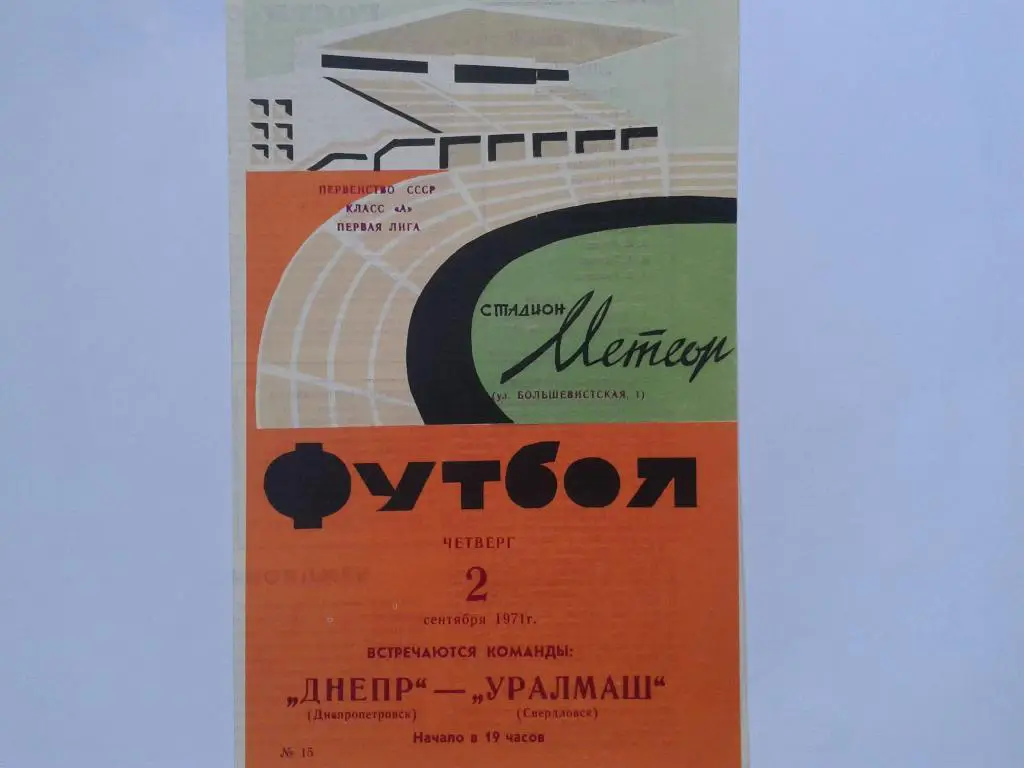 ПЕРВЕНСТВО СССР
КЛАСС «А»
ПЕРВАЯ ЛИГА
СТАДИОН
Метеор
(ул. БОЛЬШЕВИСТСКАЯ, 1)
Футбол
ЧЕТВЕРГ
2
сентября 1971г.
ВСТРЕЧАЮТСЯ КОМАНДЫ:
„ДНЕПР“—„УРАЛМАШ“
(Днепропетровск) (Свердловск)
Начало в 19 часов
№ 15